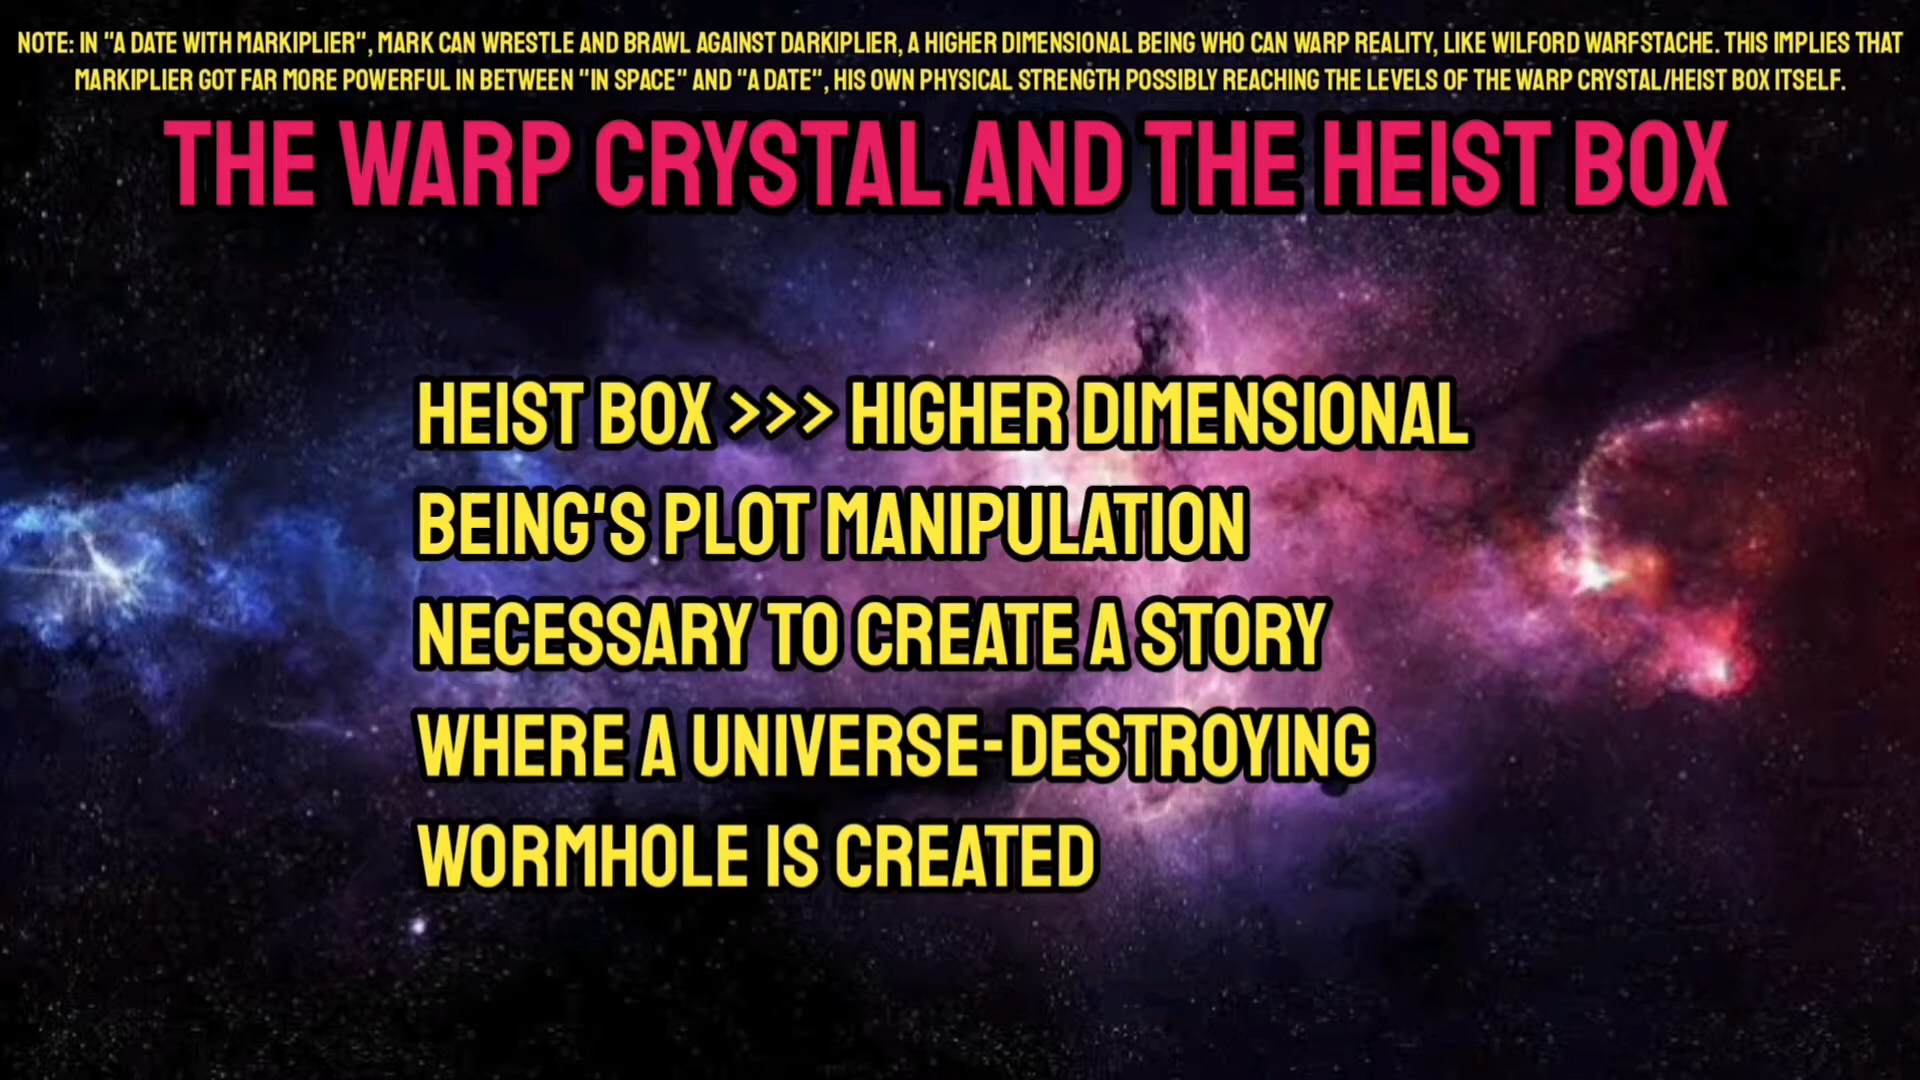 NOTE: IN "A DATE WITH MARKIPLIER", MARK CAN WRESTLE AND BRAWL AGAINST DARKIPLIER, A HIGHER DIMENSIONAL BEING WHO CAN WARP REALITY, LIKE WILFORD WARFSTACHE. THIS IMPLIES THAT
MARKIPLIER GOT FAR MORE POWERFUL IN BETWEEN "IN SPACE" AND "A DATE", HIS OWN PHYSICAL STRENGTH POSSIBLY REACHING THE LEVELS OF THE WARP CRYSTAL/HEIST BOX ITSELF.
THE WARP CRYSTAL AND THE HEIST BOX
HEIST BOX >>> HIGHER DIMENSIONAL
BEING'S PLOT MANIPULATION
NECESSARY TO CREATE A STORY
WHERE A UNIVERSE-DESTROYING
WORMHOLE IS CREATED